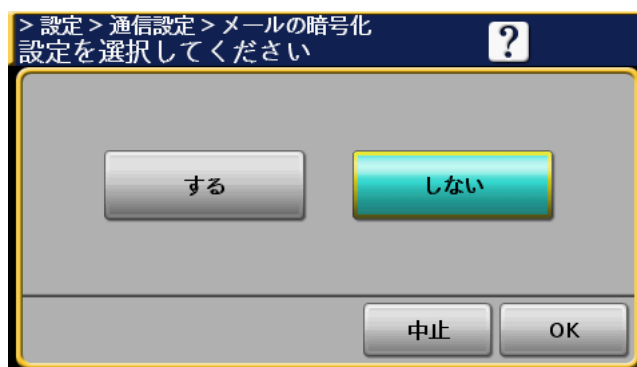 > 設定 > 通信設定 > メールの暗号化
設定を選択してください
?
する
しない
中止
OK